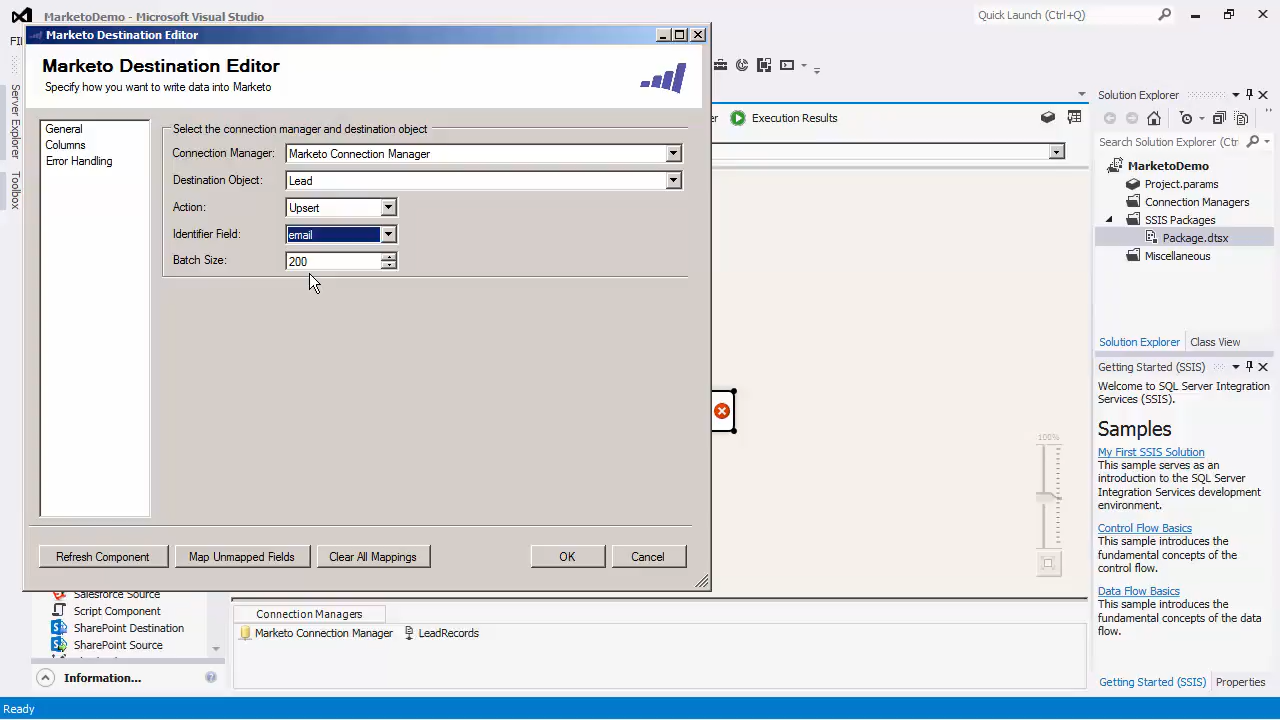 MarketoDemo - Microsoft Visual Studio
Quick Launch (Ctrl+Q)
Marketo Destination Editor
Marketo Destination Editor
Specify how you want to write data into Marketo
General
Columns
Error Handling
Select the connection manager and destination object
Connection Manager: Marketo Connection Manager
Destination Object: Lead
Action: Upsert
Identifier Field: email
Batch Size: 200
Refresh Component
Map Unmapped Fields
Clear All Mappings
OK
Cancel
Server Explorer
Toolbox
Execution Results
100%
Salesforce Source
Script Component
SharePoint Destination
SharePoint Source
Information...
Connection Managers
Marketo Connection Manager
LeadRecords
Solution Explorer
Search Solution Explorer (Ctr
MarketoDemo
Project.params
Connection Managers
SSIS Packages
Package.dtsx
Miscellaneous
Solution Explorer
Class View
Getting Started (SSIS)
Welcome to SQL Server Integration
Services (SSIS).
Samples
My First SSIS Solution
This sample serves as an
introduction to the SQL Server
Integration Services development
environment.
Control Flow Basics
This sample introduces the
fundamental concepts of the
control flow.
Data Flow Basics
This sample introduces the
fundamental concepts of the data
flow.
Getting Started (SSIS)
Properties
Ready